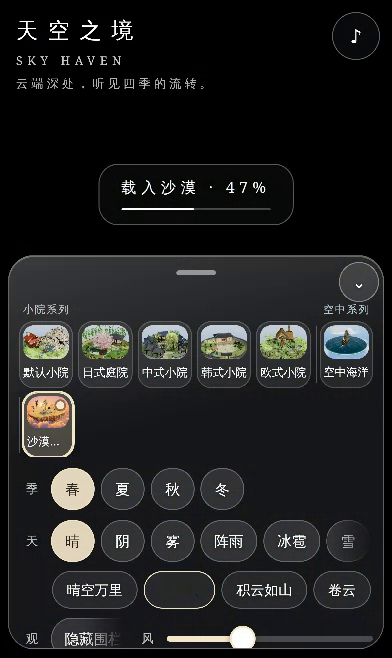 天空之境
SKY HAVEN
云端深处，听见四季的流转。
♪
载入沙漠 · 47%
小院系列 空中系列
默认小院 日式庭院 中式小院 韩式小院 欧式小院 空中海洋
沙漠...
季 春 夏 秋 冬
天 晴 阴 雾 阵雨 冰雹 雪
晴空万里 积云如山 卷云
观 隐藏围栏 风